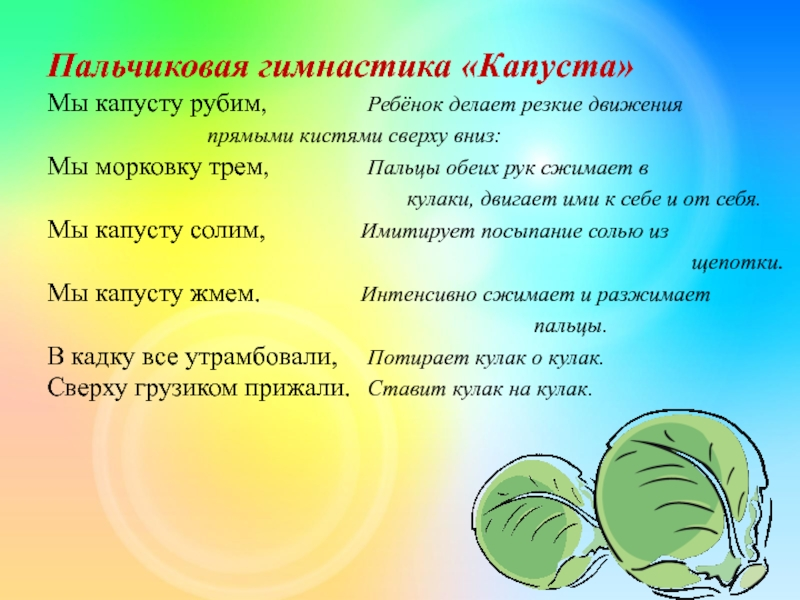 Пальчиковая гимнастика «Капуста»
Мы капусту рубим, Ребёнок делает резкие движения
прямыми кистями сверху вниз:
Мы морковку трем, Пальцы обеих рук сжимает в
кулаки, двигает ими к себе и от себя.
Мы капусту солим, Имитирует посыпание солью из
щепотки.
Мы капусту жмем. Интенсивно сжимает и разжимает
пальцы.
В кадку все утрамбовали, Потирает кулак о кулак.
Сверху грузиком прижали. Ставит кулак на кулак.